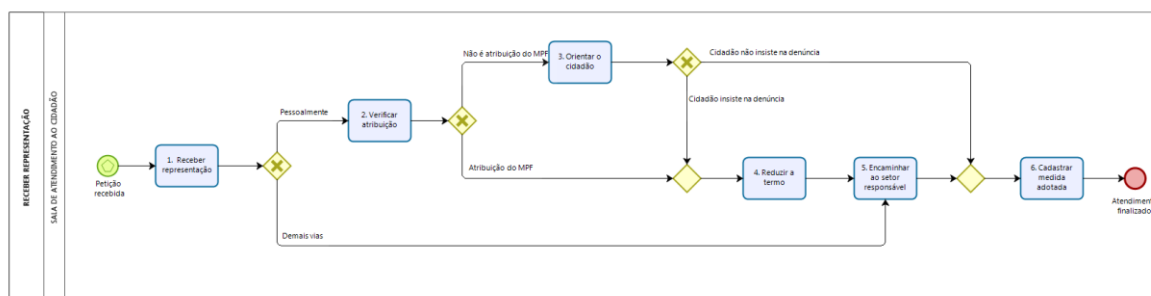 RECEBER REPRESENTAÇÃO
SALA DE ATENDIMENTO AO CIDADÃO
Petição
recebida
1. Receber
representação
Pessoalmente
Demais vias
2. Verificar
atribuição
Não é atribuição do MPF
Atribuição do MPF
3. Orientar o
cidadão
Cidadão não insiste na denúncia
Cidadão insiste na denúncia
4. Reduzir a
termo
5. Encaminhar
ao setor
responsável
6. Cadastrar
medida
adotada
Atendiment
finalizado